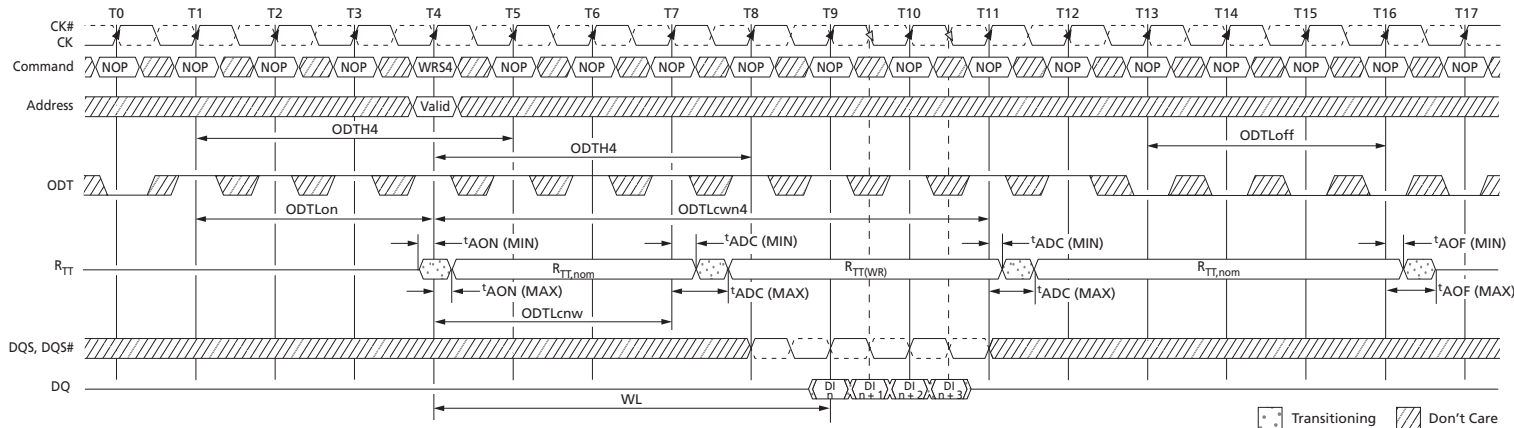 T0 T1 T2 T3 T4 T5 T6 T7 T8 T9 T10 T11 T12 T13 T14 T15 T16 T17
CK#
CK
Command NOP NOP NOP NOP WRS4 NOP NOP NOP NOP NOP NOP NOP NOP NOP NOP NOP NOP NOP
Address Valid
ODTH4 ODTLoff
ODTH4
ODT
ODTLon ODTLcwn4
tAON (MIN) tADC (MIN) tADC (MIN) tAOF (MIN)
RTT RTT,nom RTT(WR) RTT,nom
tAON (MAX) tADC (MAX) tADC (MAX) tAOF (MAX)
ODTLcnw
DQS, DQS#
DQ DI n DI n + 1 DI n + 2 DI n + 3
WL
Transitioning Don't Care